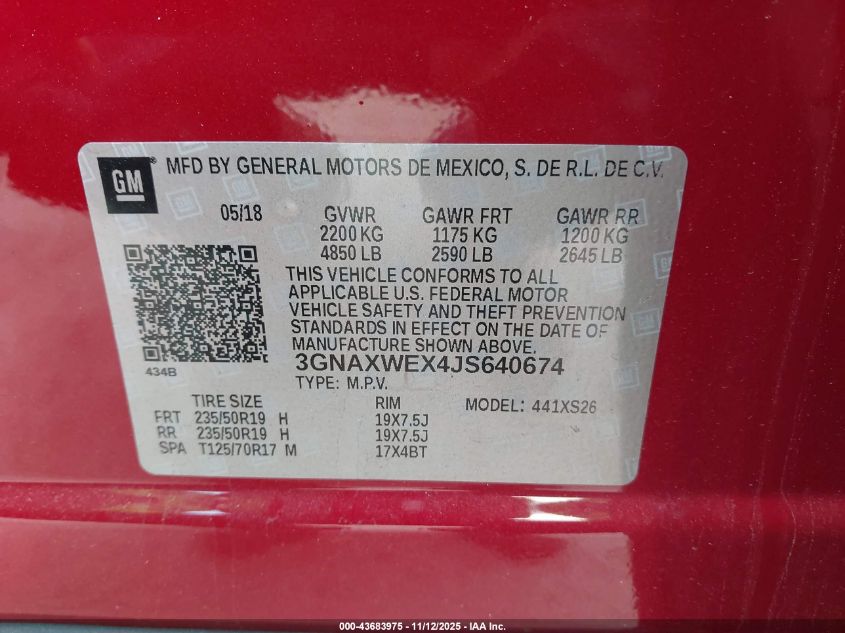 GM
MFD BY GENERAL MOTORS DE MEXICO, S. DE R.L. DE C.V.
05/18 GVWR GAWR FRT GAWR RR
2200 KG 1175 KG 1200 KG
4850 LB 2590 LB 2645 LB
THIS VEHICLE CONFORMS TO ALL
APPLICABLE U.S. FEDERAL MOTOR
VEHICLE SAFETY AND THEFT PREVENTION
STANDARDS IN EFFECT ON THE DATE OF
MANUFACTURE SHOWN ABOVE.
434B 3GNAXWEX4JS640674
TYPE: M.P.V.
TIRE SIZE RIM MODEL: 441XS26
FRT 235/50R19 H 19X7.5J
RR 235/50R19 H 19X7.5J
SPA T125/70R17 M 17X4BT
000-43683975 - 11/12/2025 - IAA Inc.